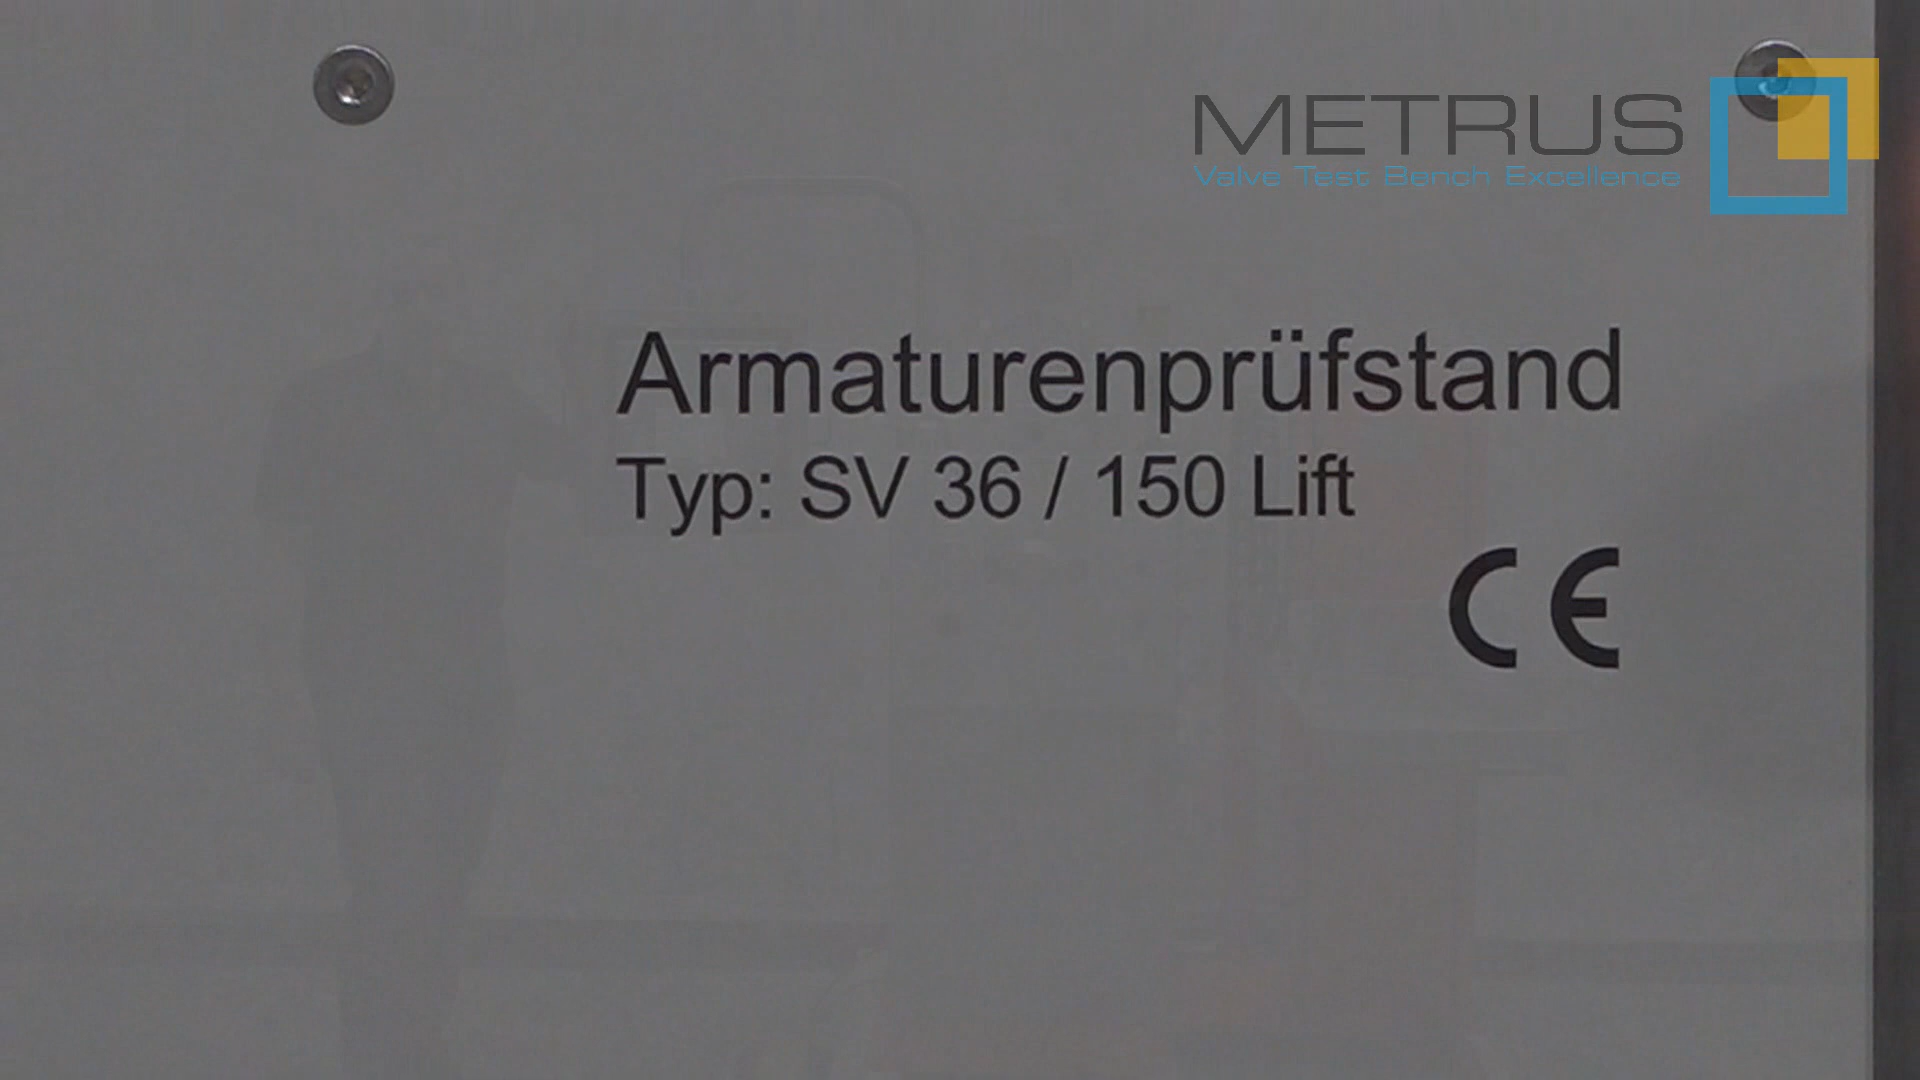 METRUS
Valve Test Bench Excellence
Armaturenprüfstand
Typ: SV 36 / 150 Lift
CE